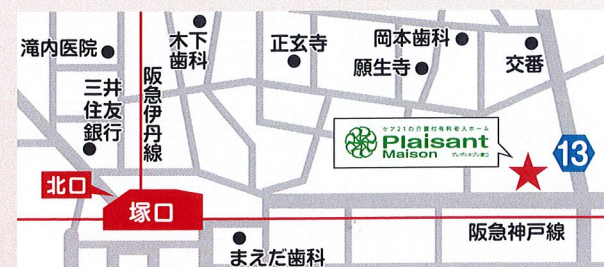 滝内医院
木下
歯科
正玄寺
岡本歯科
願生寺
交番
三井
住友
銀行
阪急伊丹線
ケア21の介護付有料老人ホーム
Plaisant
Maison
プレザンメゾン塚口
13
北口
塚口
阪急神戸線
まえだ歯科